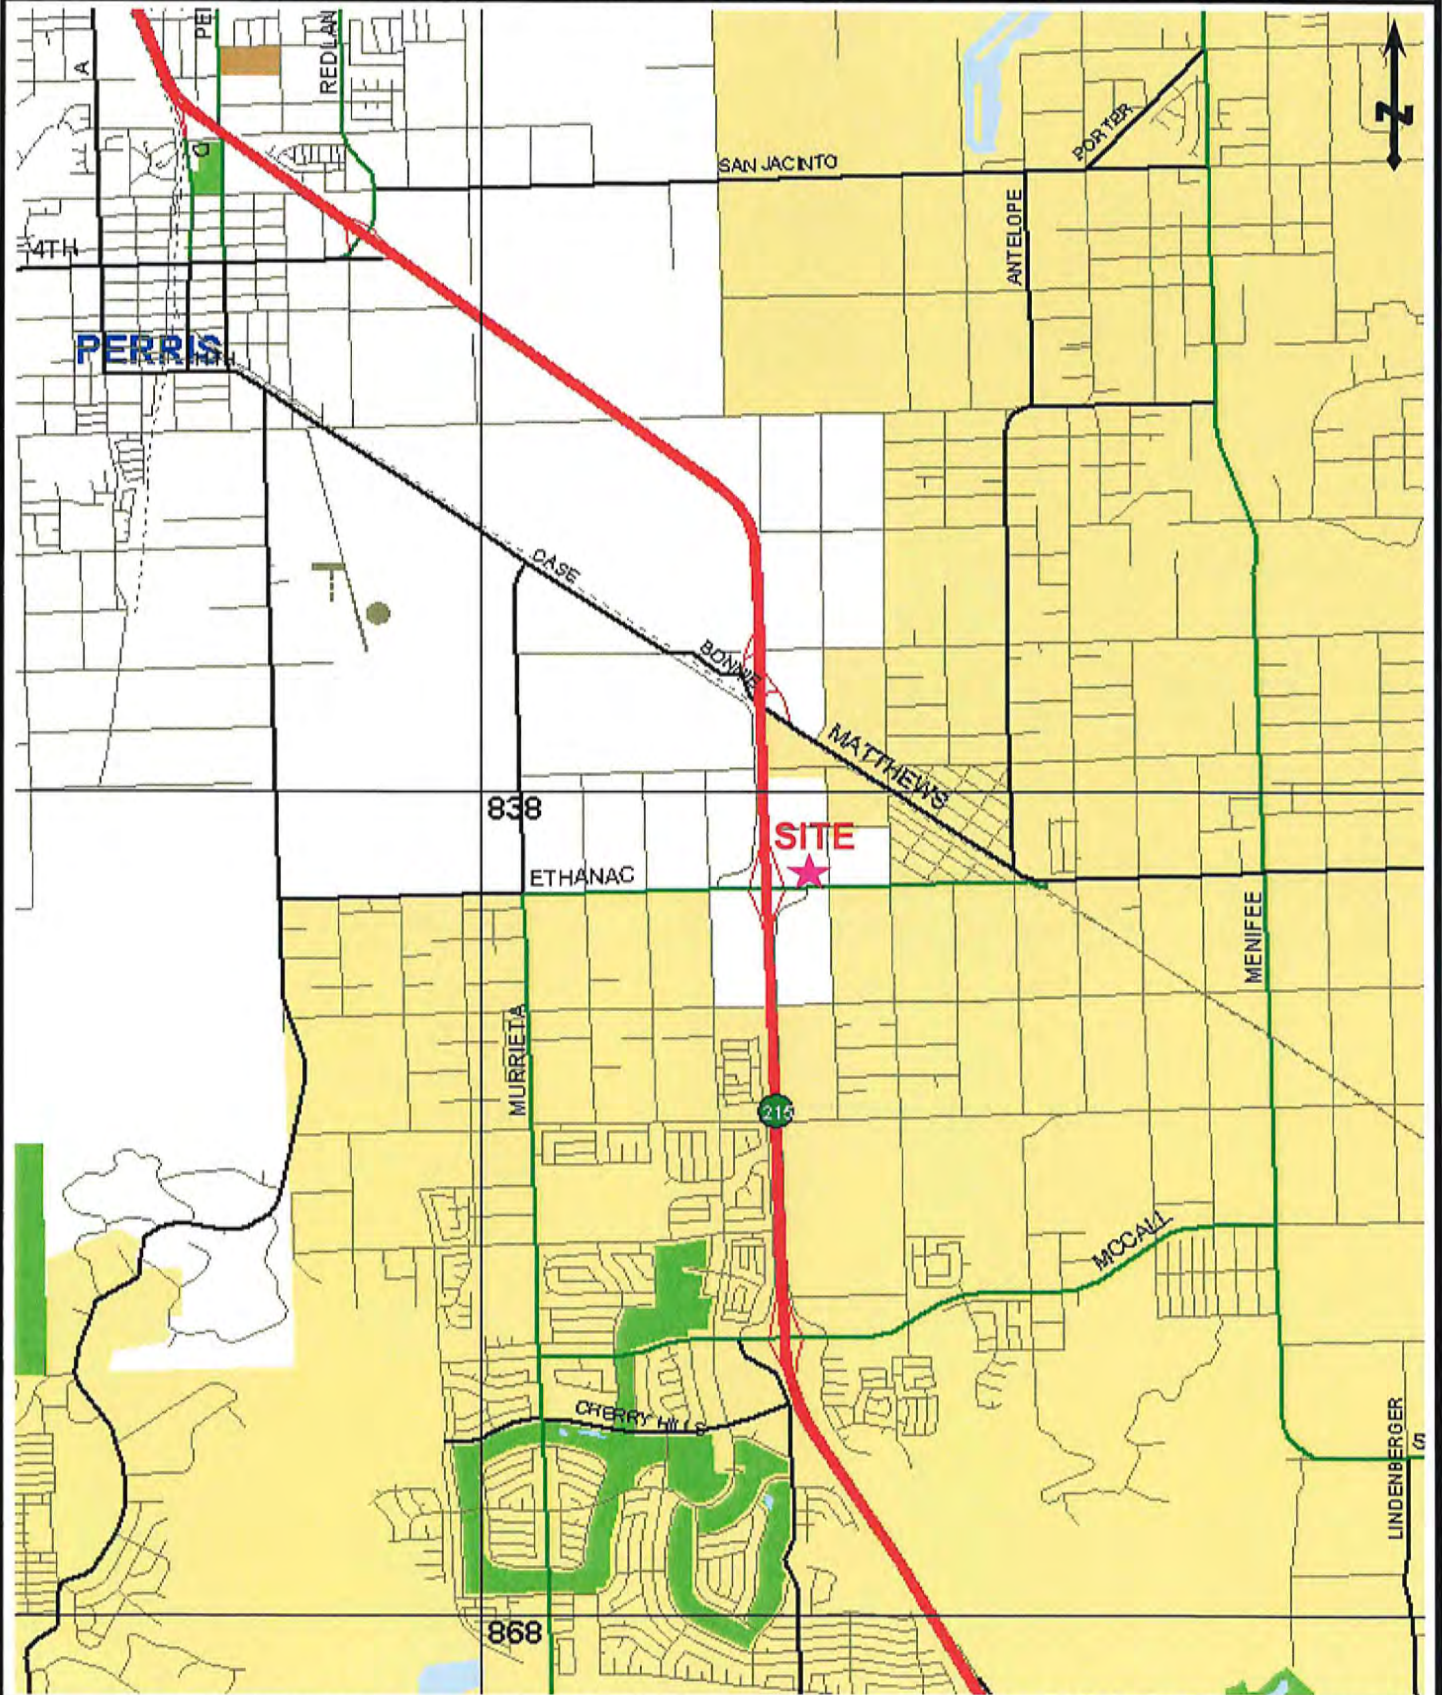 PEI
REDLAN
A
N
PORTER
SAN JACINTO
D
ANTELOPE
4TH
PERRIS
CASE
BONNIE
MATTHEWS
838
SITE
ETHANAC
MENIFEE
MURRIETA
215
MCCALL
CHERRY HILLS
LINDENBERGER
868